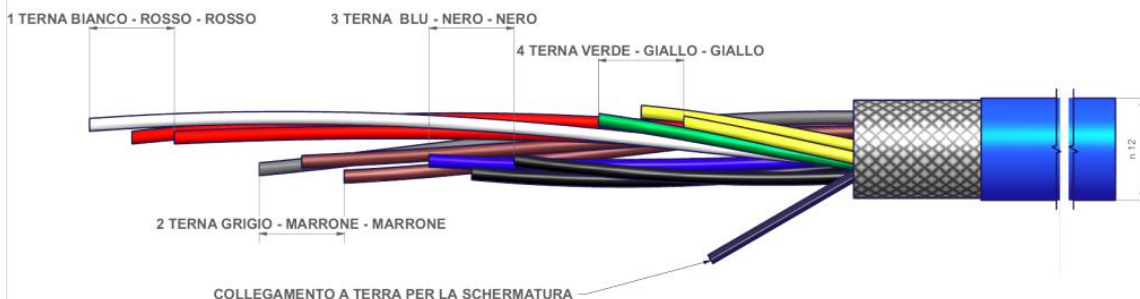 1 TERNA BIANCO - ROSSO - ROSSO
3 TERNA BLU - NERO - NERO
4 TERNA VERDE - GIALLO - GIALLO
n 12
2 TERNA GRIGIO - MARRONE - MARRONE
COLLEGAMENTO A TERRA PER LA SCHERMATURA